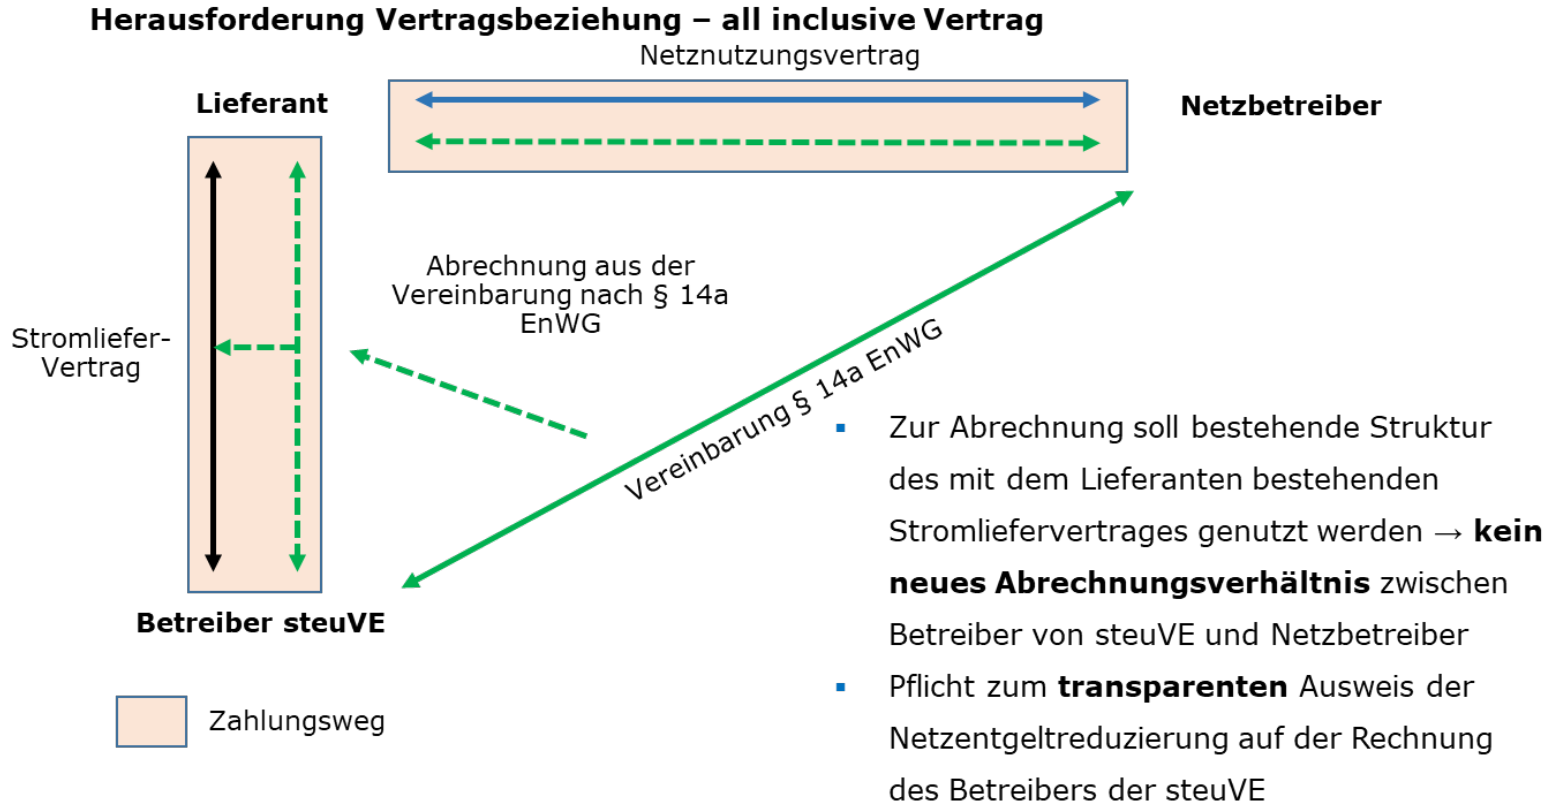 Herausforderung Vertragsbeziehung – all inclusive Vertrag
Netznutzungsvertrag
Lieferant
Netzbetreiber
Abrechnung aus der
Vereinbarung nach § 14a
EnWG
Stromliefer-
Vertrag
Vereinbarung § 14a EnWG
Betreiber steuVE
Zahlungsweg
▪ Zur Abrechnung soll bestehende Struktur
des mit dem Lieferanten bestehenden
Stromliefervertrages genutzt werden → kein
neues Abrechnungsverhältnis zwischen
Betreiber von steuVE und Netzbetreiber
▪ Pflicht zum transparenten Ausweis der
Netzentgeltreduzierung auf der Rechnung
des Betreibers der steuVE